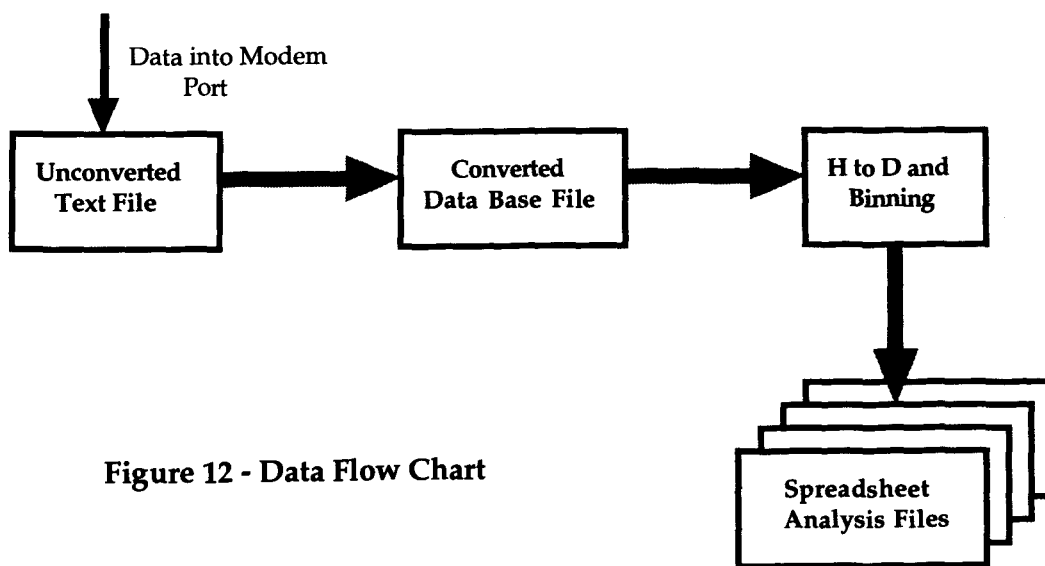 Data into Modem
Port
Unconverted
Text File
Converted
Data Base File
H to D and
Binning
Figure 12 - Data Flow Chart
Spreadsheet
Analysis Files